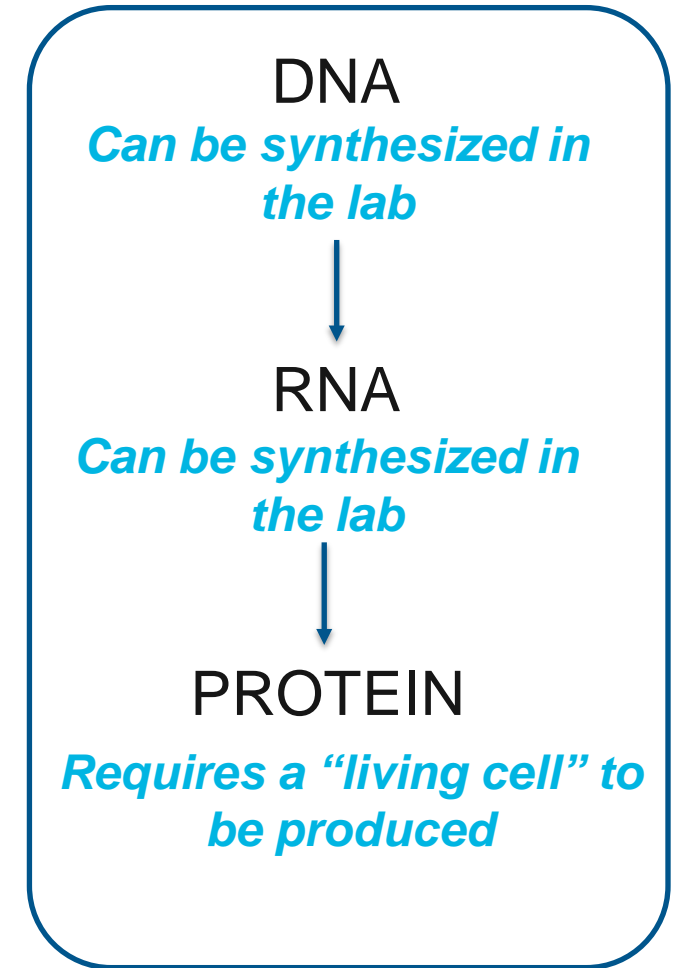 DNA
Can be synthesized in
the lab
RNA
Can be synthesized in
the lab
PROTEIN
Requires a “living cell” to
be produced